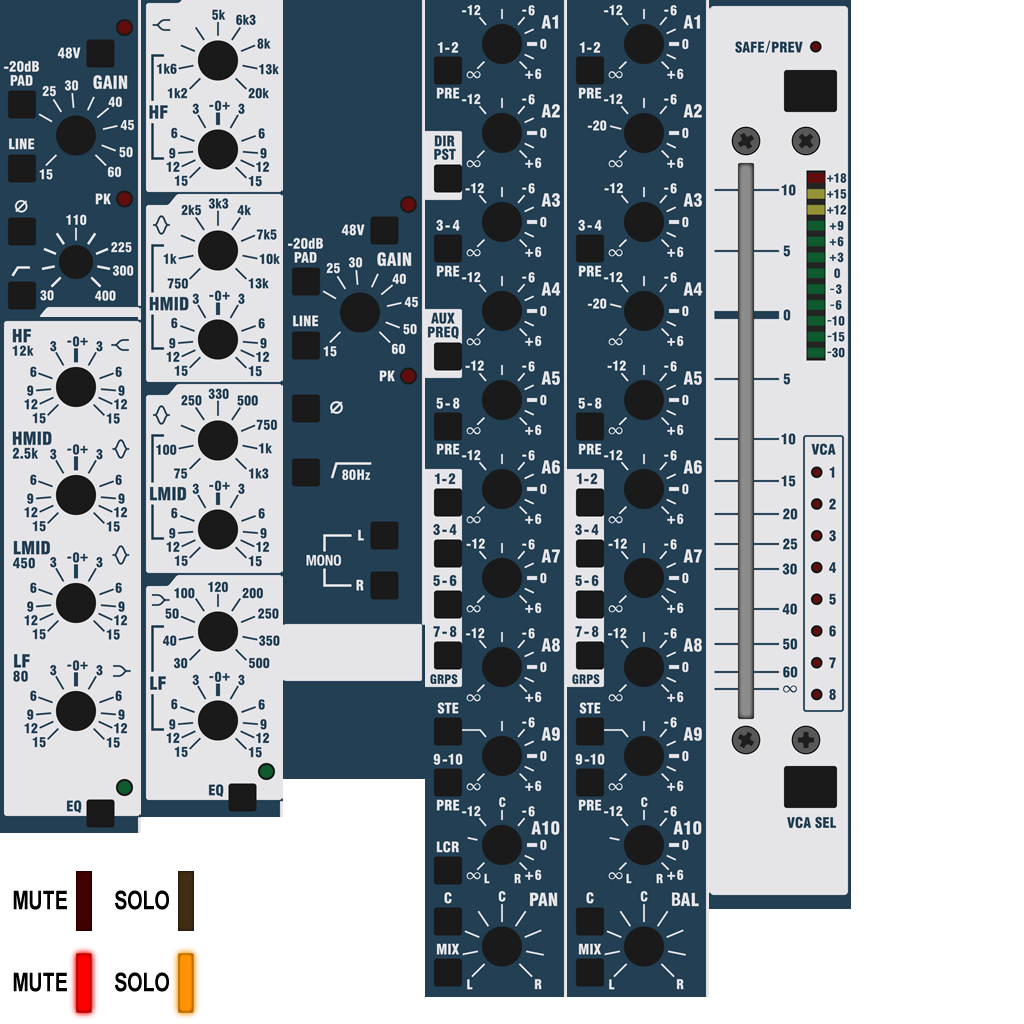 48V
-20dB
PAD
GAIN
25 30 40
45
50
60
15
LINE
PK
Ø
110
225
300
400
30
HF
12k
3 -0+ 3
6 6
9 9
12 12
15 15
HMID
2.5k
3 -0+ 3
6 6
9 9
12 12
15 15
LMID
450
3 -0+ 3
6 6
9 9
12 12
15 15
LF
80
3 -0+ 3
6 6
9 9
12 12
15 15
EQ
5k 6k3
8k
1k6 13k
1k2 20k
HF
3 -0+ 3
6 6
9 9
12 12
15 15
2k5 3k3 4k
7k5
1k 10k
750 13k
HMID
3 -0+ 3
6 6
9 9
12 12
15 15
250 330 500
750
100 1k
75 1k3
LMID
3 -0+ 3
6 6
9 9
12 12
15 15
100 120 200
50 250
40 350
30 500
LF
3 -0+ 3
6 6
9 9
12 12
15 15
EQ
48V
-20dB
PAD
GAIN
25 30 40
45
50
60
15
LINE
PK
Ø
80Hz
L
MONO
R
-12 -6 A1
1-2 0
∞ +6
PRE
-12 -6 A2
0
DIR
PST
∞ +6
-12 -6 A3
3-4 0
∞ +6
PRE
-12 -6 A4
0
AUX
PREQ
∞ +6
-12 -6 A5
5-8 0
∞ +6
PRE
-12 -6 A6
1-2 0
∞ +6
3-4
-12 -6 A7
5-6 0
∞ +6
7-8
-12 -6 A8
0
GRPS
∞ +6
STE
-6 A9
9-10 0
∞ +6
PRE
C
-12 -6 A10
LCR 0
∞ L R +6
C C PAN
MIX
L R
-12 -6 A1
1-2 0
∞ +6
PRE
-12 -6 A2
-20 0
∞ +6
-12 -6 A3
3-4 0
∞ +6
PRE
-12 -6 A4
-20 0
∞ +6
-12 -6 A5
5-8 0
∞ +6
PRE
-12 -6 A6
1-2 0
∞ +6
3-4
-12 -6 A7
5-6 0
∞ +6
7-8
-12 -6 A8
0
GRPS
∞ +6
STE
-6 A9
9-10 0
∞ +6
PRE
C
-12 -6 A10
0
∞ L R +6
C C BAL
MIX
L R
SAFE/PREV
10
5
0
5
10
15
20
25
30
40
50
60
∞
+18
+15
+12
+9
+6
+3
0
-3
-6
-10
-15
-30
VCA
1
2
3
4
5
6
7
8
VCA SEL
MUTE SOLO
MUTE SOLO